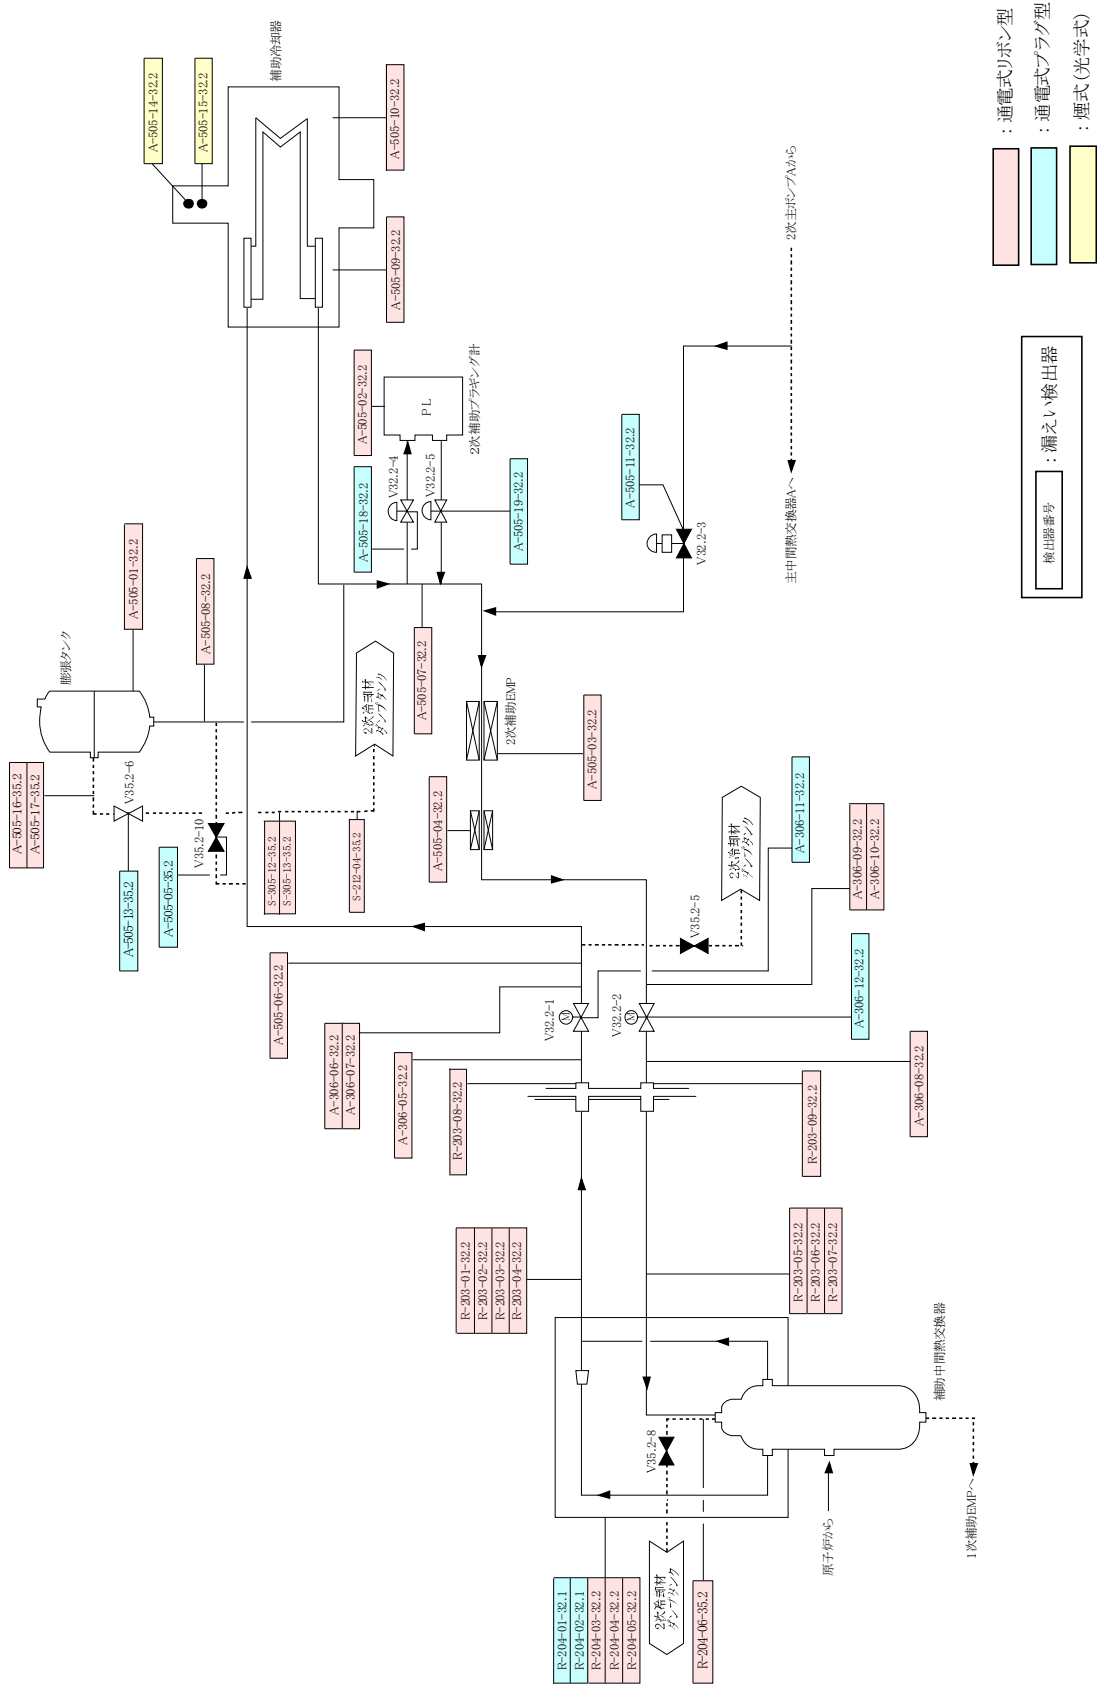 補助冷却器
A-505-14-32.2
A-505-15-32.2
A-505-10-32.2
A-505-09-32.2
：通電式リボン型
：通電式プラグ型
：煙式(光学式)
2次主ポンプAから
主中間熱交換器Aへ
検出器番号
：漏えい検出器
A-505-02-32.2
PL
2次補助プラギング計
V32.2-4
V32.2-5
A-505-18-32.2
A-505-19-32.2
A-505-11-32.2
V32.2-3
膨張タンク
A-505-01-32.2
A-505-08-32.2
A-505-16-35.2
A-505-17-35.2
V35.2-6
V35.2-10
A-505-13-35.2
A-505-05-35.2
S-305-12-35.2
S-305-13-35.2
S-212-04-35.2
2次冷却材
ダンプタンク
A-505-07-32.2
2次補助EMP
A-505-03-32.2
A-505-04-32.2
A-306-11-32.2
2次冷却材
ダンプタンク
V35.2-5
A-306-09-32.2
A-306-10-32.2
A-306-12-32.2
A-505-06-32.2
V32.2-1
M
V32.2-2
M
A-306-06-32.2
A-306-07-32.2
A-306-05-32.2
R-203-08-32.2
R-203-09-32.2
A-306-08-32.2
R-203-01-32.2
R-203-02-32.2
R-203-03-32.2
R-203-04-32.2
R-203-05-32.2
R-203-06-32.2
R-203-07-32.2
補助中間熱交換器
V35.2-8
原子炉から
1次補助EMPへ
R-204-01-32.1
R-204-02-32.1
R-204-03-32.2
R-204-04-32.2
R-204-05-32.2
2次冷却材
ダンプタンク
R-204-06-35.2